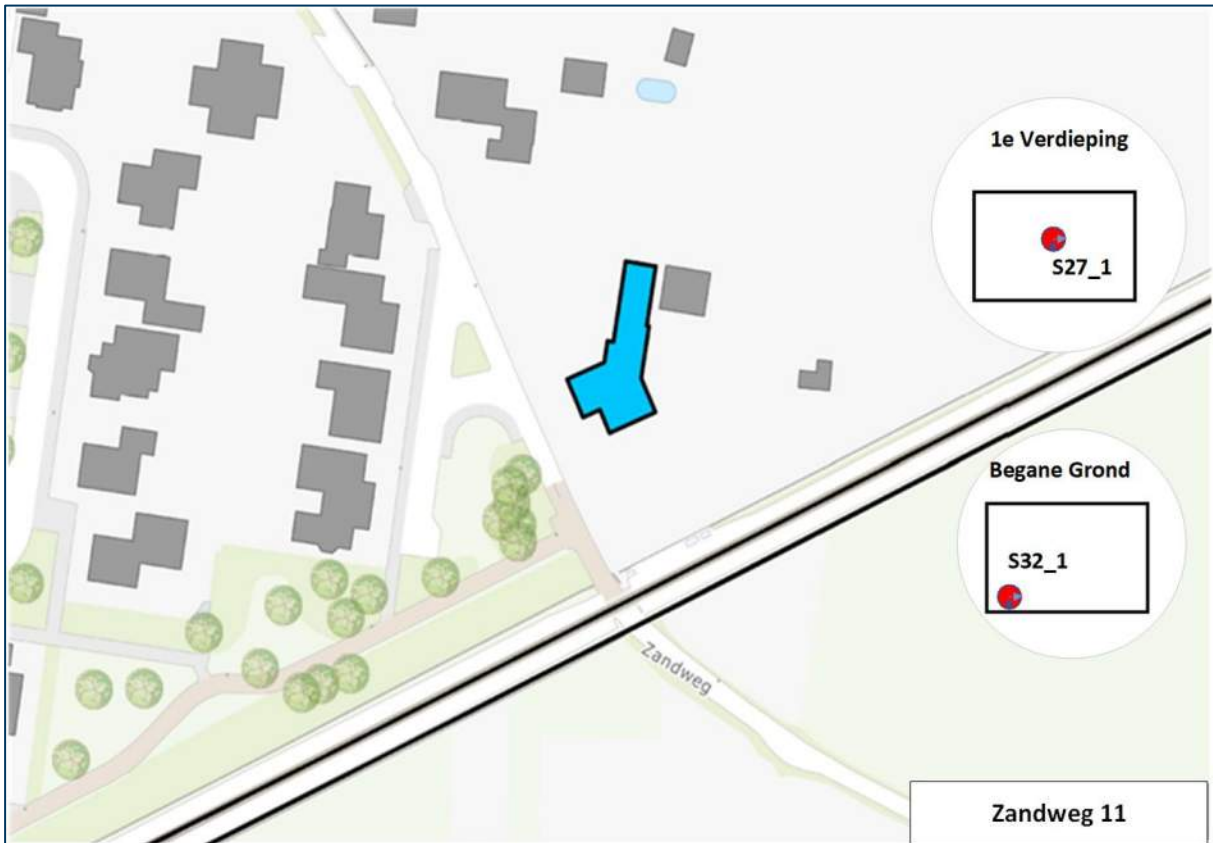 1e Verdieping
S27_1
Begane Grond
S32_1
Zandweg
Zandweg 11